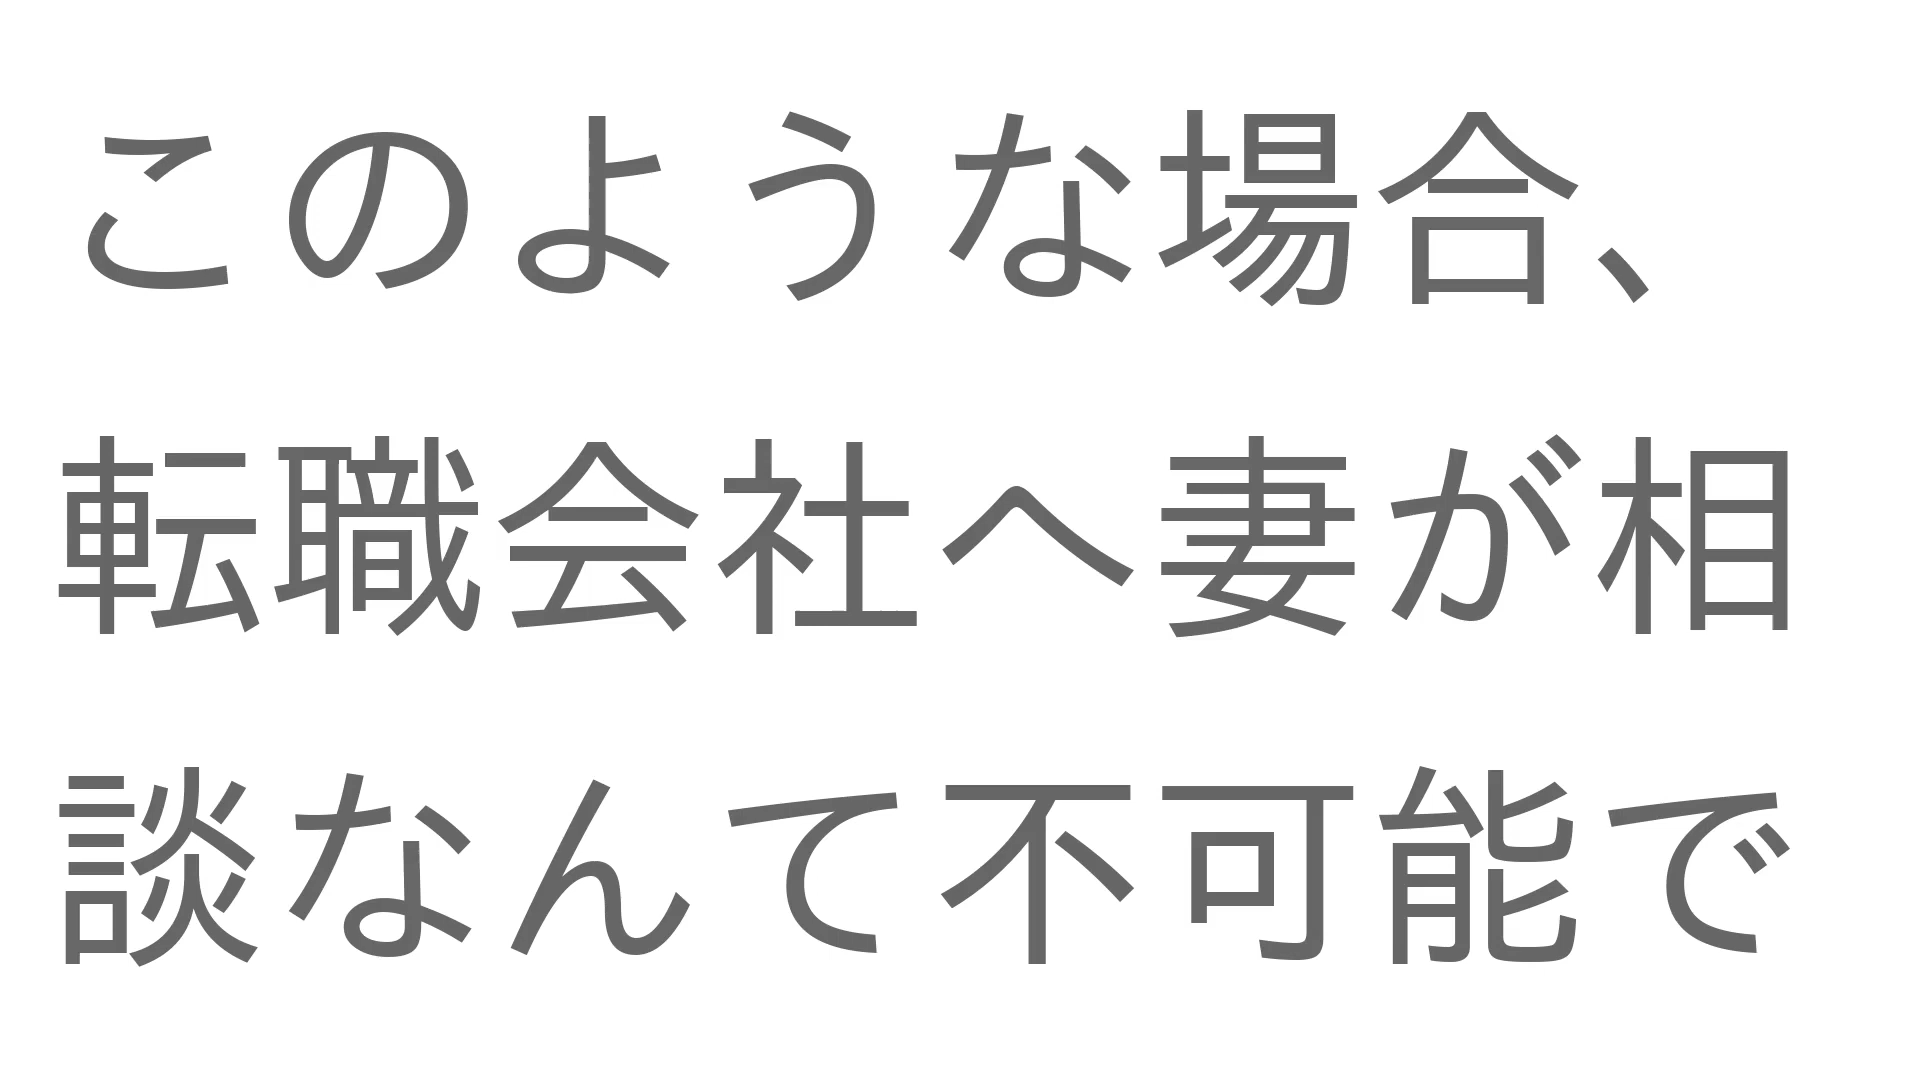 このような場合、
転職会社へ妻が相
談なんて不可能で